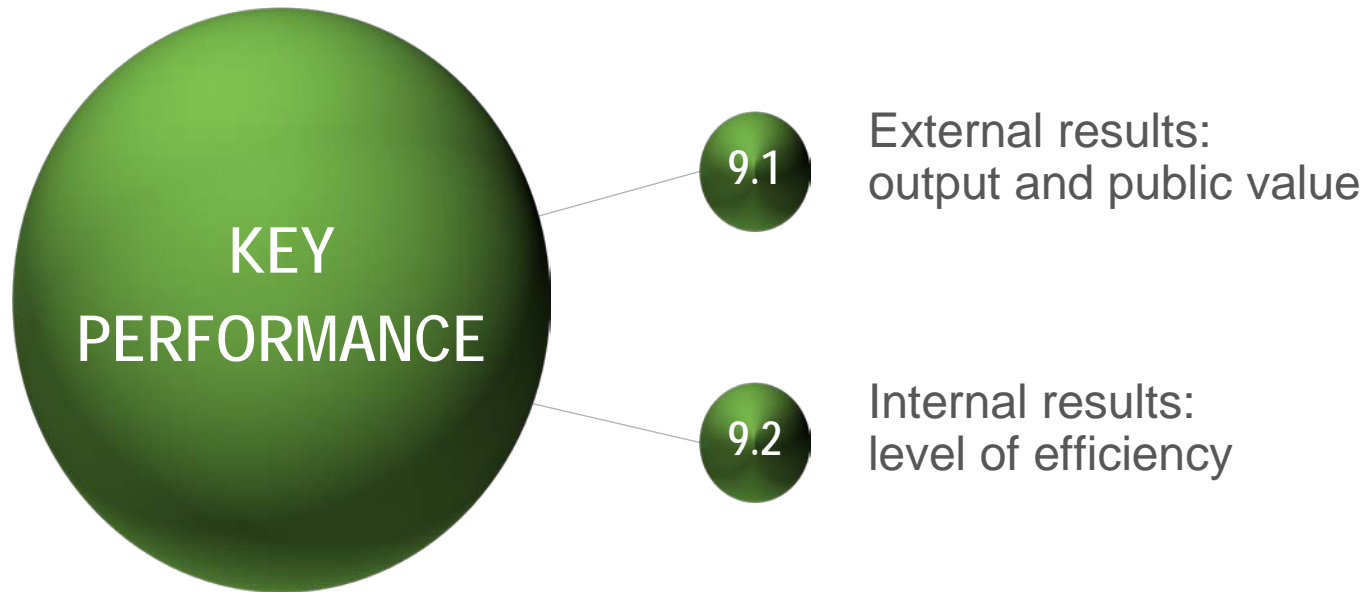 KEY
PERFORMANCE
9.1
External results:
output and public value
9.2
Internal results:
level of efficiency